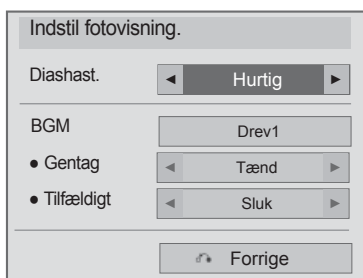 Indstil fotovisning.
Diashast. ◄ Hurtig ►
BGM Drev1
● Gentag ◄ Tænd ►
● Tilfældigt ◄ Sluk ►
Forrige